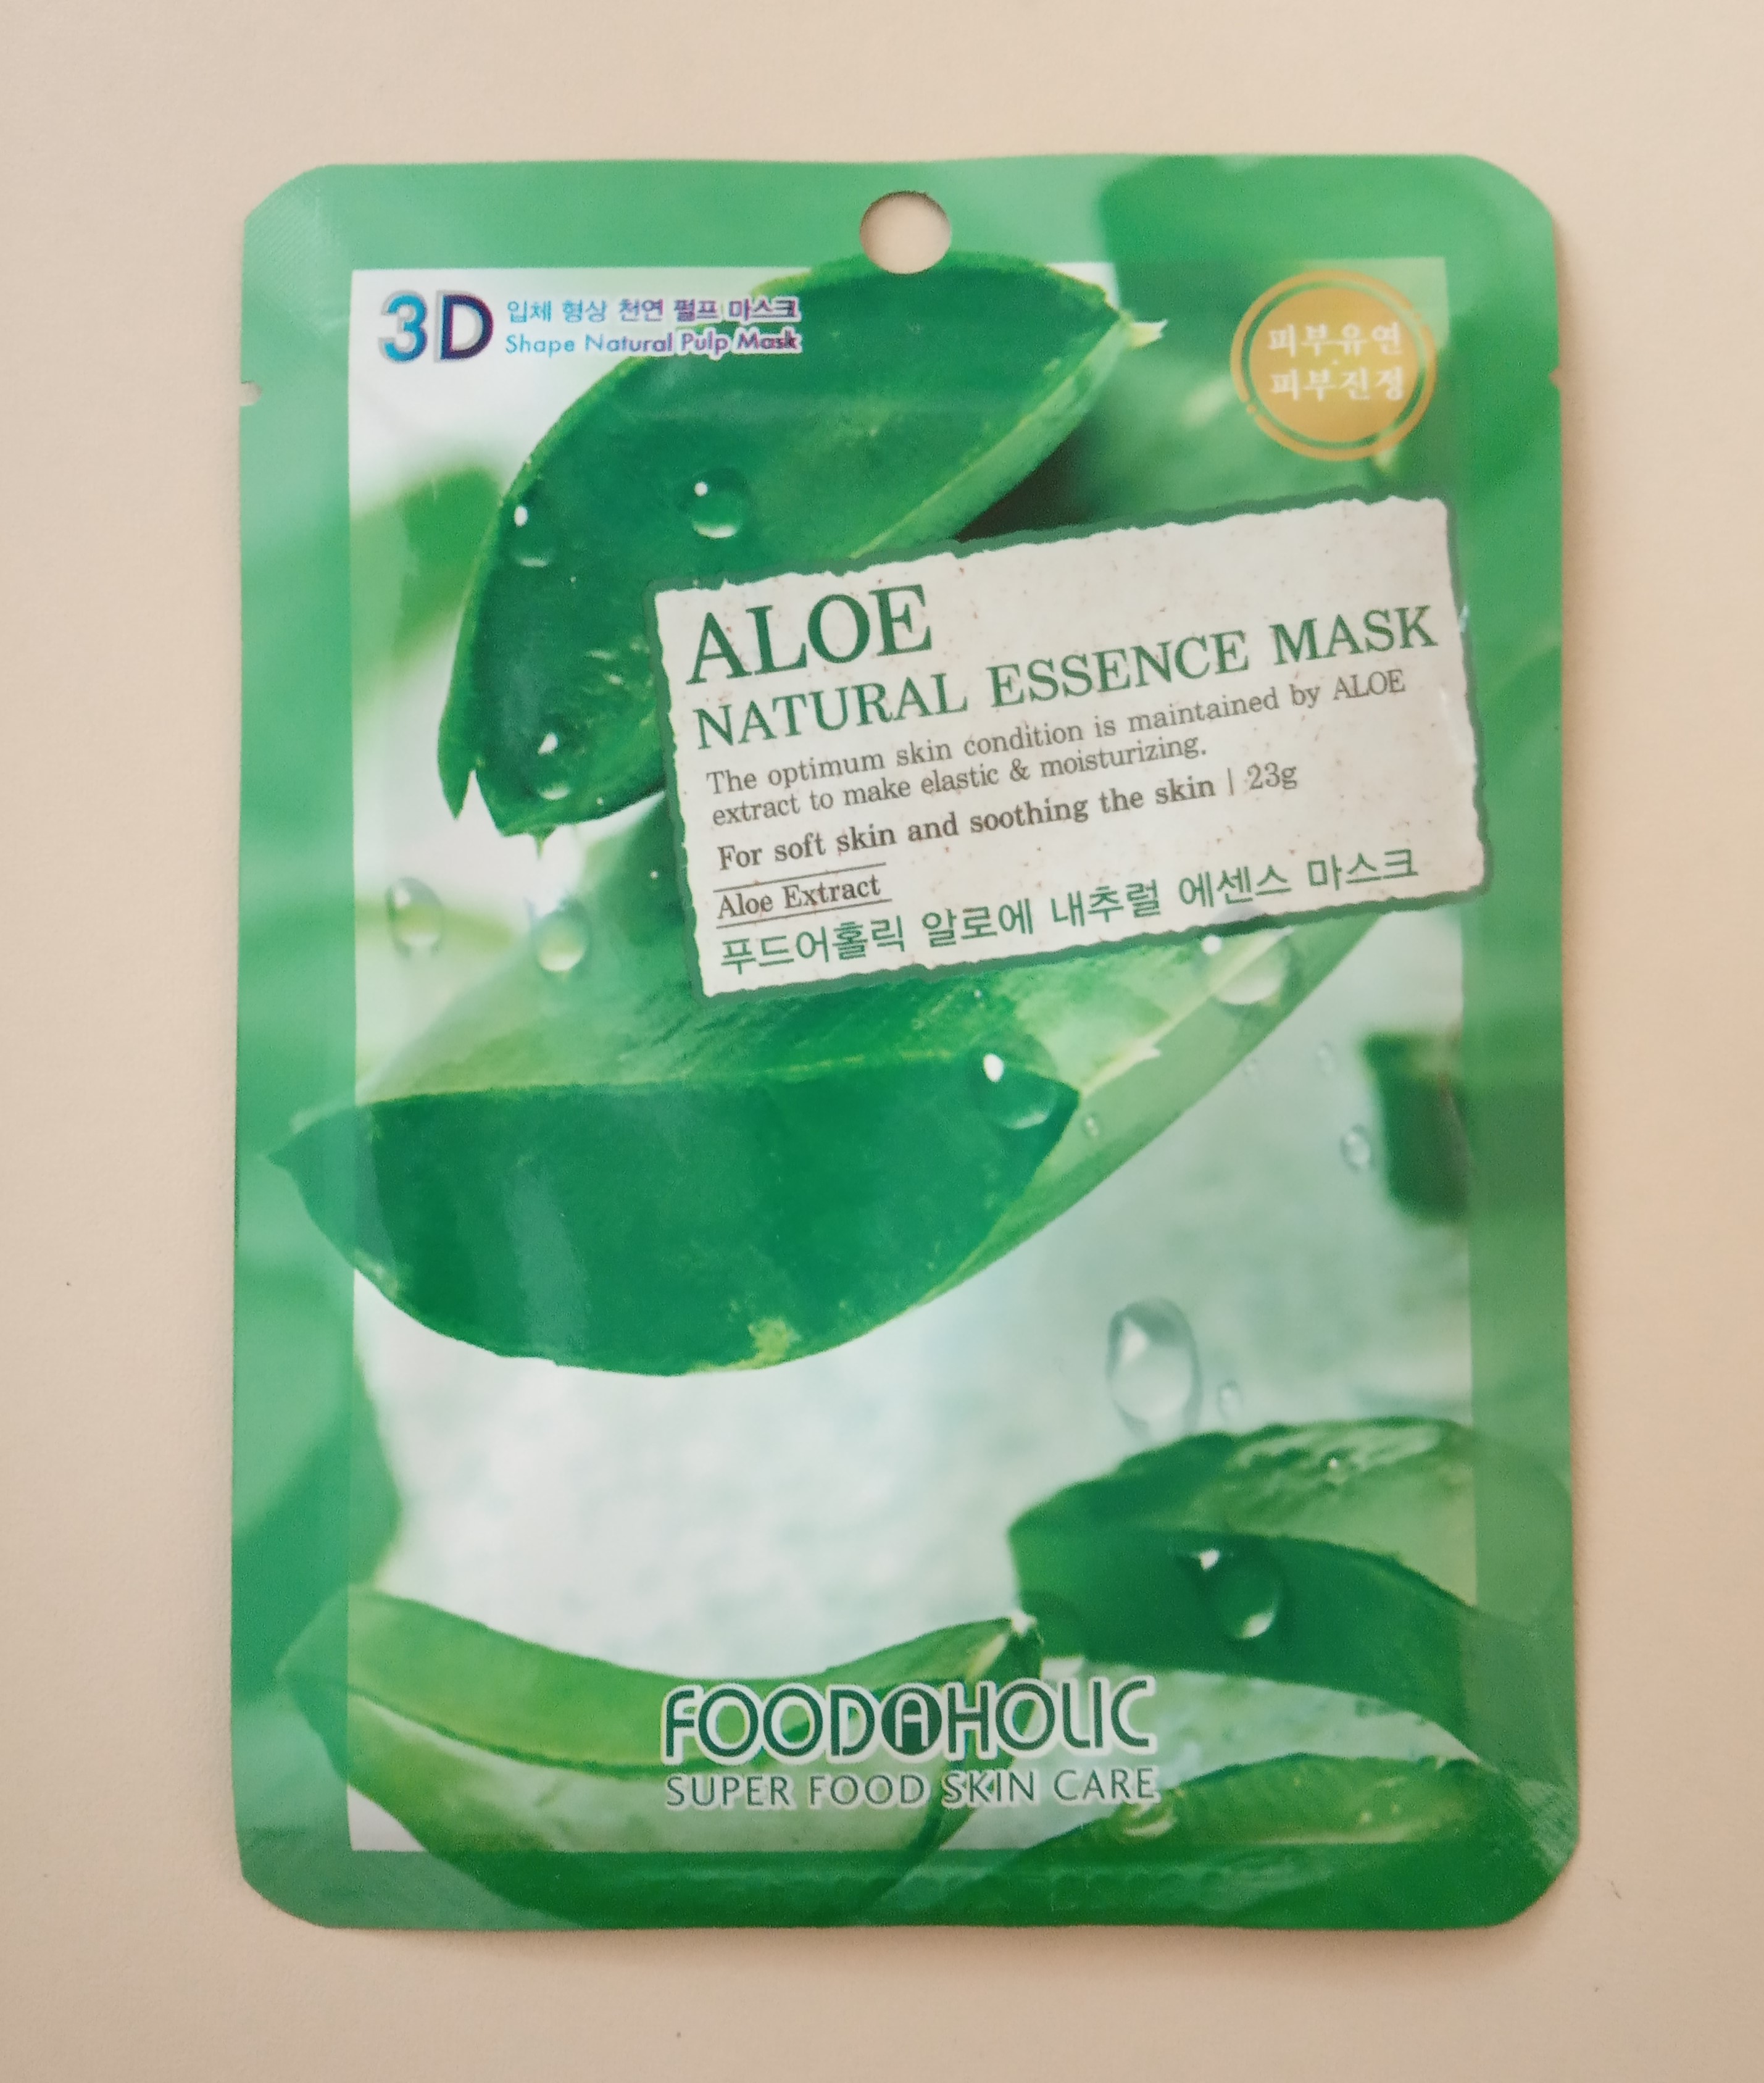 3D
입체 형상 천연 펄프 마스크
Shape Natural Pulp Mask
피부유연
피부진정
ALOE
NATURAL ESSENCE MASK
The optimum skin condition is maintained by ALOE
extract to make elastic & moisturizing.
For soft skin and soothing the skin | 23g
Aloe Extract
푸드어홀릭 알로에 내추럴 에센스 마스크
FOODAHOLIC
SUPER FOOD SKIN CARE